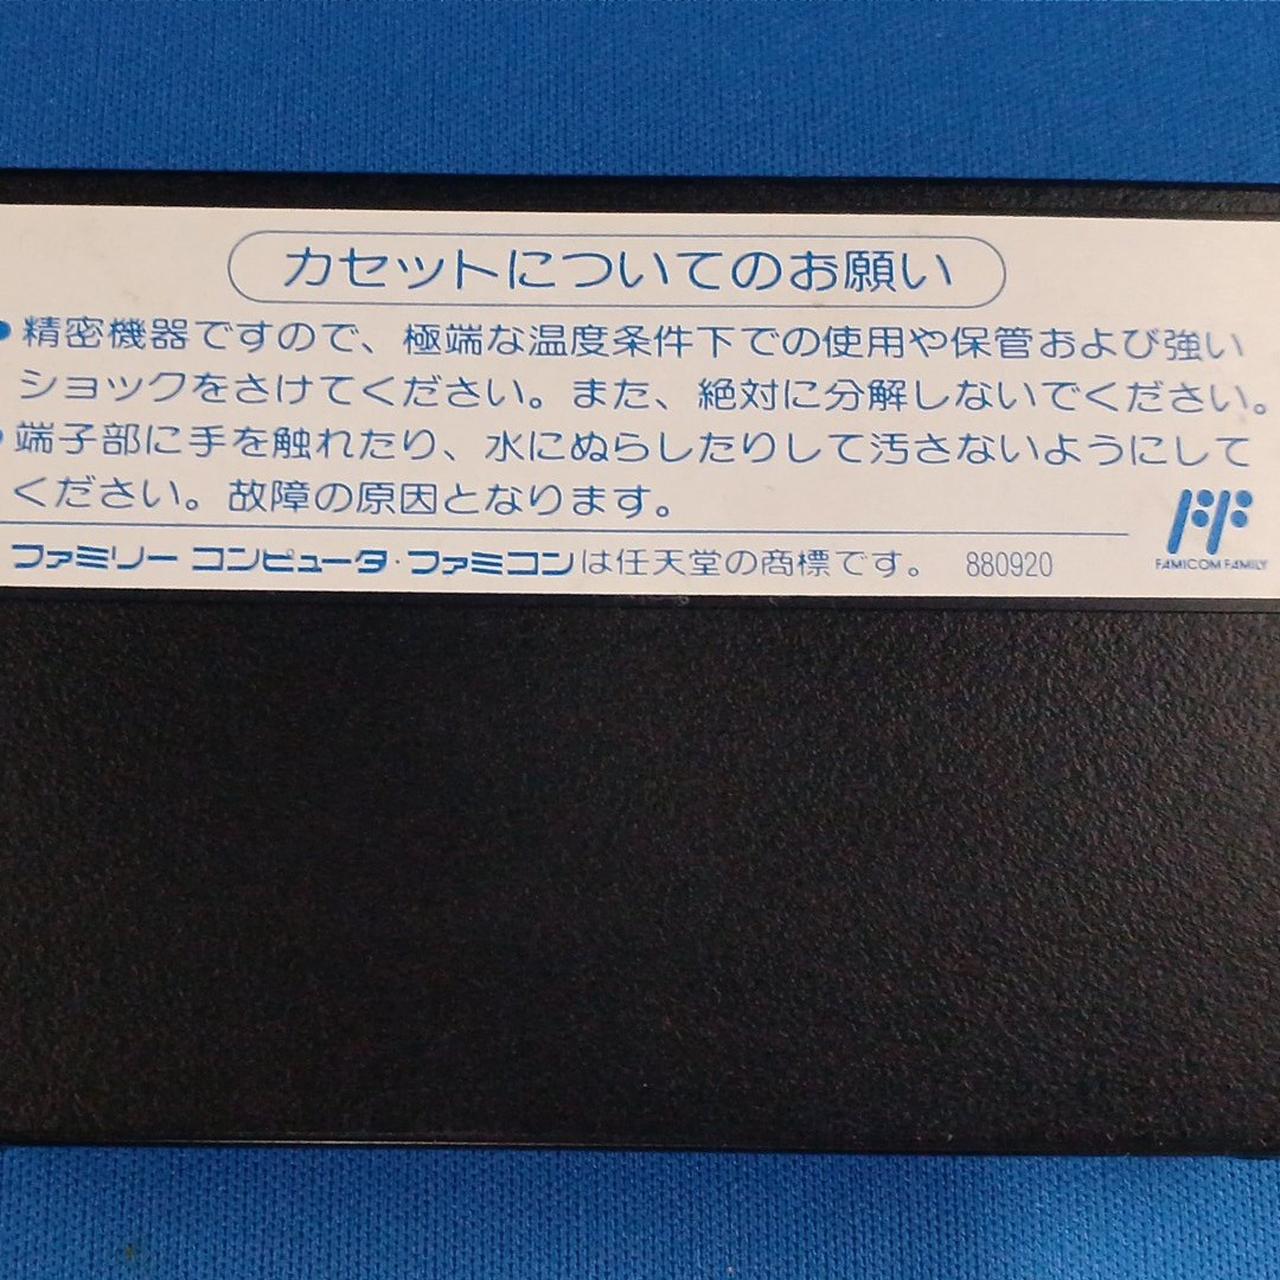 カセットについてのお願い
●精密機器ですので、極端な温度条件下での使用や保管および強い
ショックをさけてください。また、絶対に分解しないでください。
●端子部に手を触れたり、水にぬらしたりして汚さないようにして
ください。故障の原因となります。
ファミリー コンピュータ・ファミコンは任天堂の商標です。 880920
FF
FAMICOM FAMILY